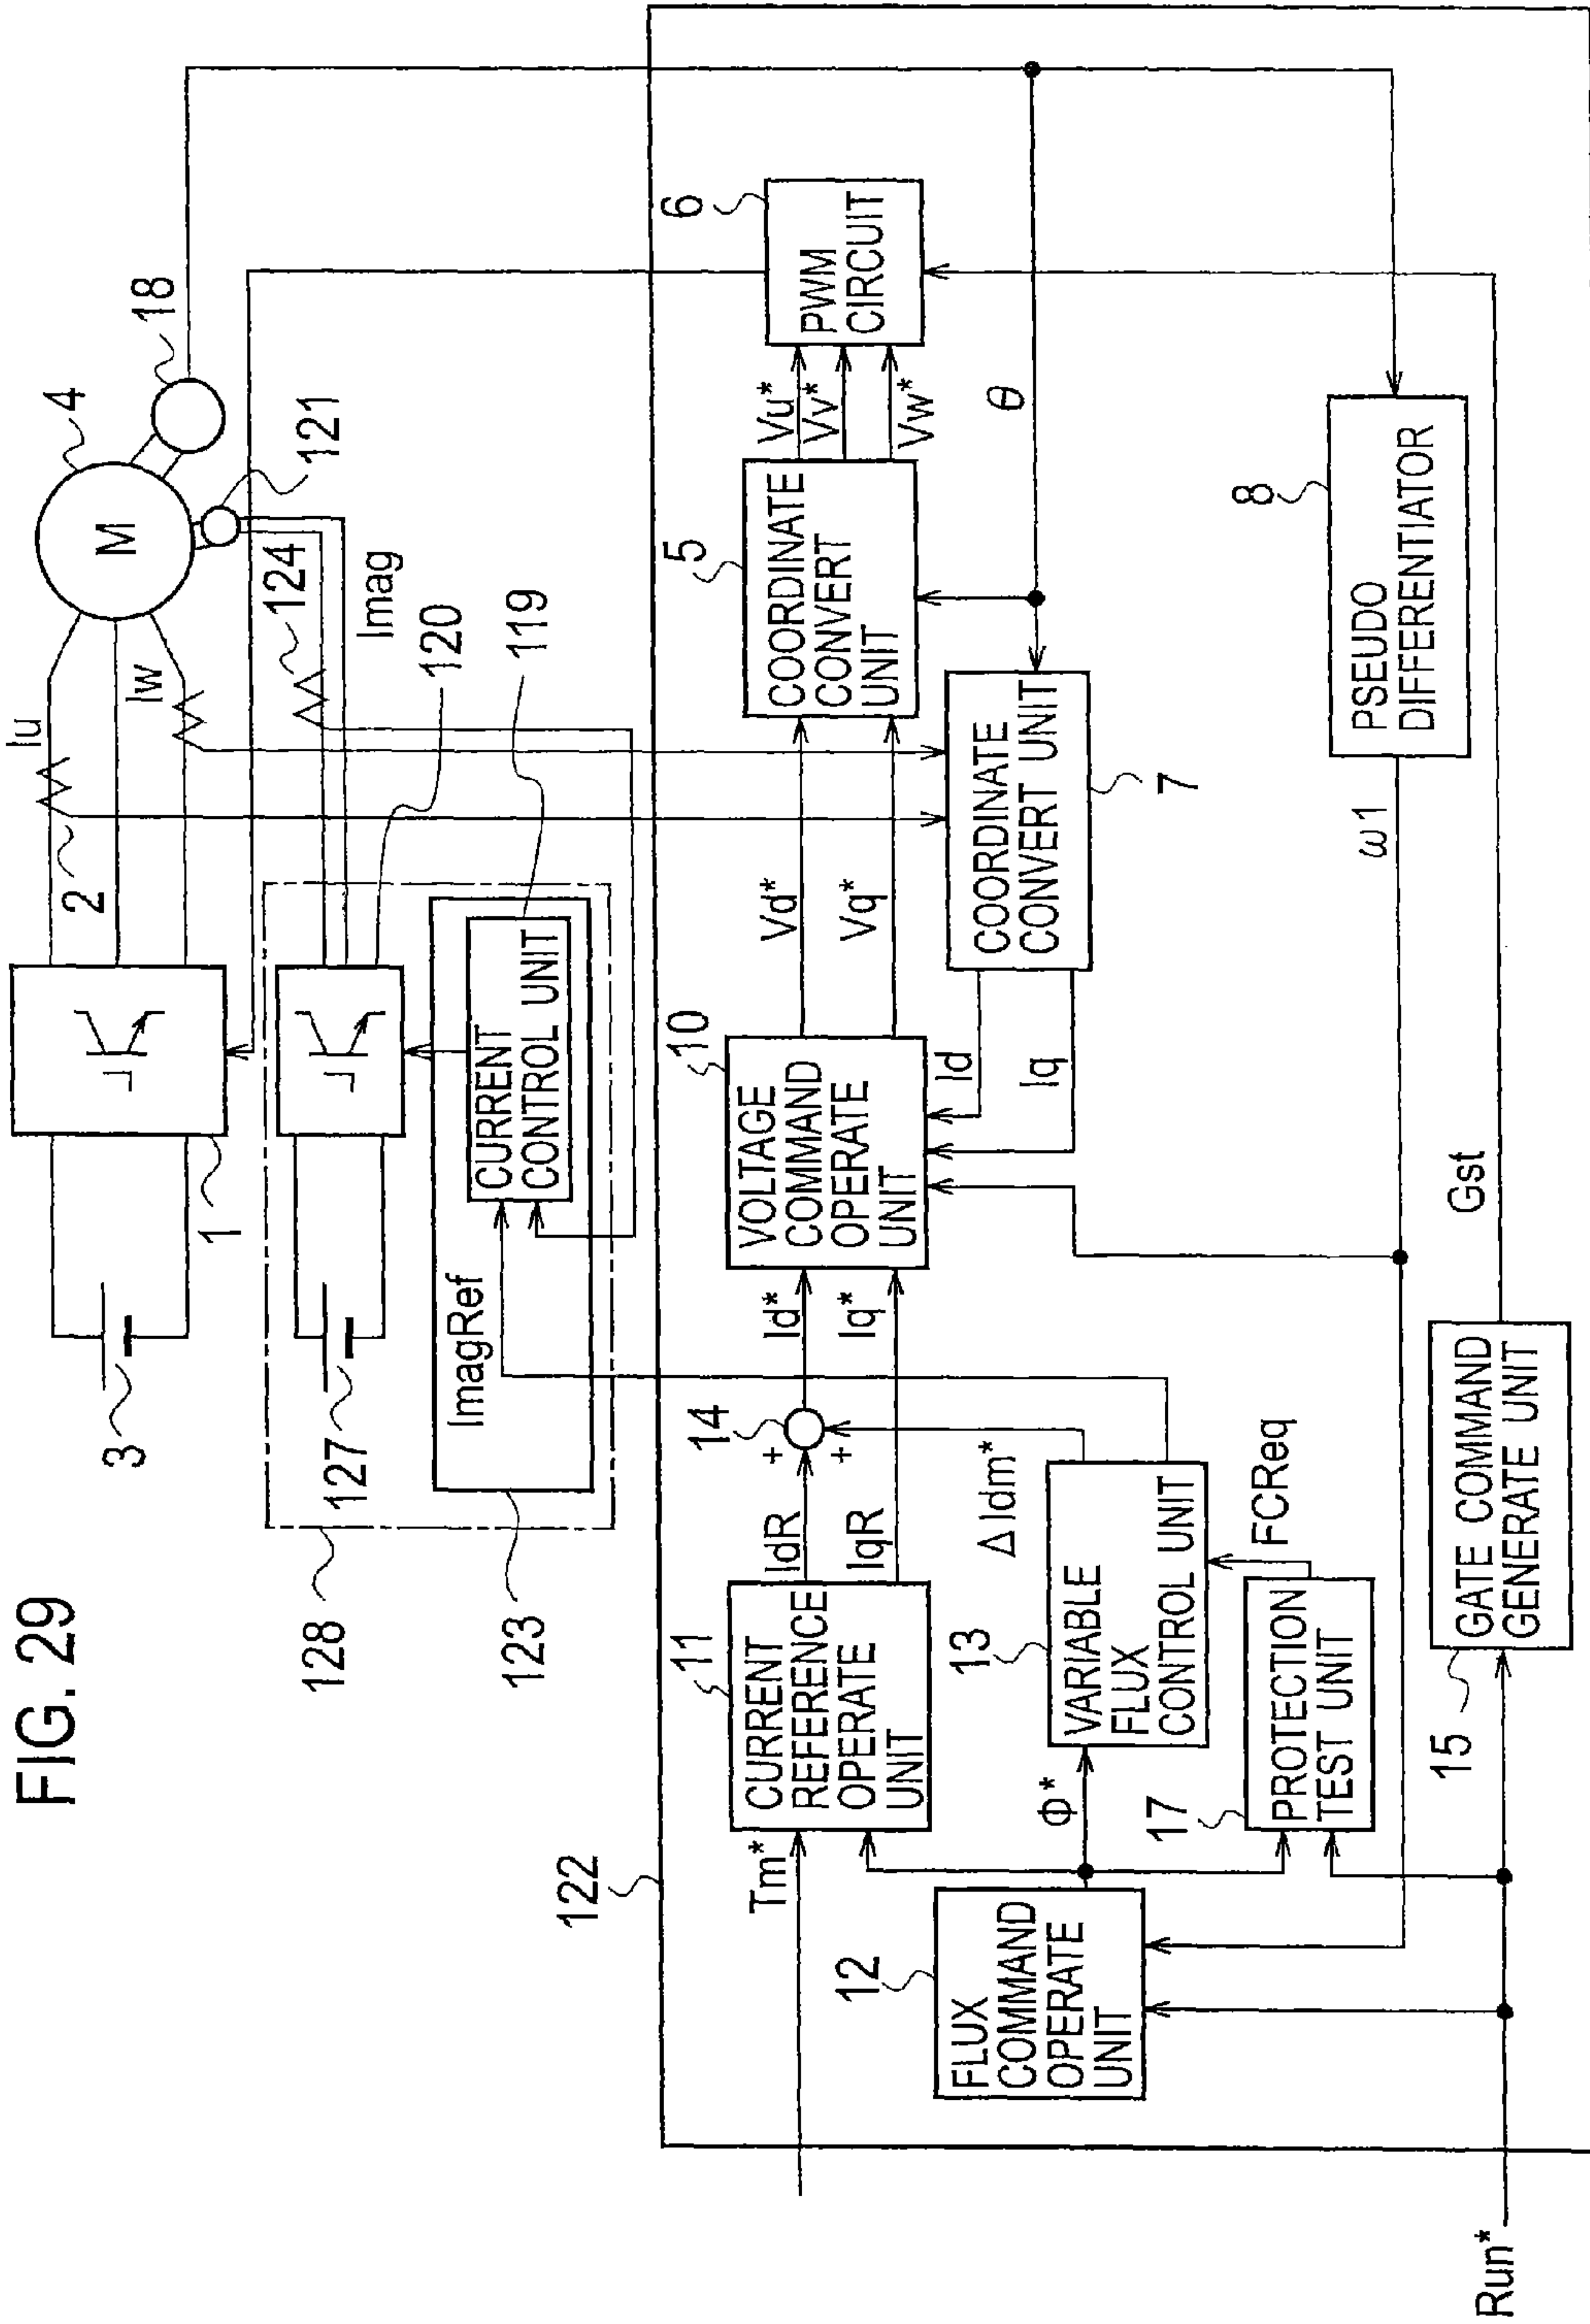 FIG. 29
3
1
2
Iu
Iw
4
M
18
121
124
Imag
120
119
128
127
123
ImagRef
CURRENT
CONTROL UNIT
122
Tm*
11
CURRENT
REFERENCE
OPERATE
UNIT
IdR
IqR
14
+
+
Id*
Iq*
10
VOLTAGE
COMMAND
OPERATE
UNIT
Vd*
Vq*
5
COORDINATE
CONVERT
UNIT
Vu*
Vv*
Vw*
6
PWM
CIRCUIT
Id
Iq
COORDINATE
CONVERT UNIT
7
θ
12
FLUX
COMMAND
OPERATE
UNIT
Φ*
13
VARIABLE
FLUX
CONTROL UNIT
ΔIdm*
FCReq
17
PROTECTION
TEST UNIT
ω1
8
PSEUDO
DIFFERENTIATOR
15
GATE COMMAND
GENERATE UNIT
Gst
Run*